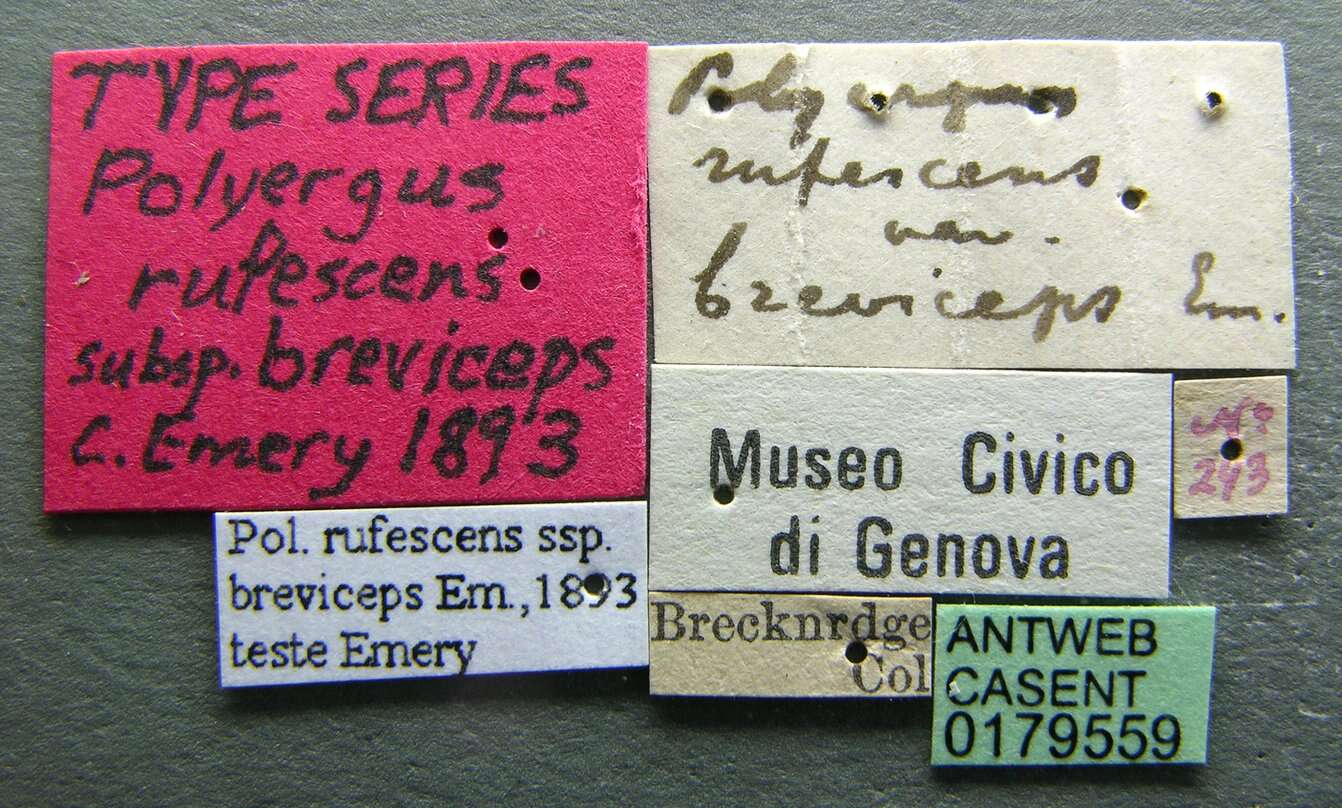 TYPE SERIES
Polyergus
rufescens
subsp. breviceps
C. Emery 1893
Polyergus
rufescens
var.
breviceps Em.
Museo Civico
di Genova
243
Pol. rufescens ssp.
breviceps Em., 1893
teste Emery
Brecknrdge
Col
ANTWEB
CASENT
0179559